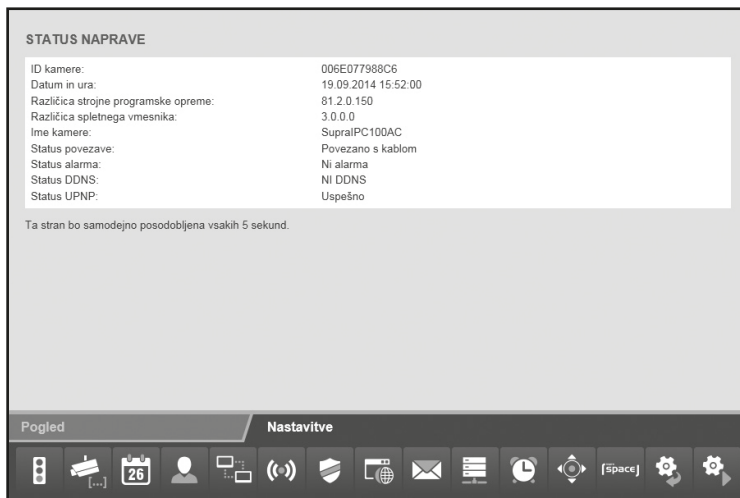 STATUS NAPRAVE
ID kamere: 006E077988C6
Datum in ura: 19.09.2014 15:52:00
Različica strojne programske opreme: 81.2.0.150
Različica spletnega vmesnika: 3.0.0.0
Ime kamere: SupraIPC100AC
Status povezave: Povezano s kablom
Status alarma: Ni alarma
Status DDNS: NI DDNS
Status UPNP: Uspešno
Ta stran bo samodejno posodobljena vsakih 5 sekund.
Pogled Nastavitve
[...] 26 space